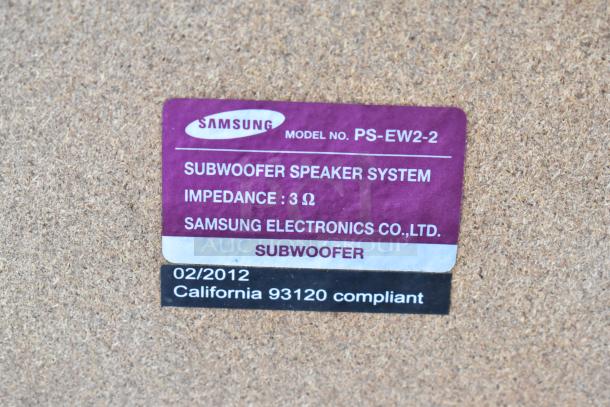 SAMSUNG
MODEL NO. PS-EW2-2
SUBWOOFER SPEAKER SYSTEM
IMPEDANCE : 3 Ω
SAMSUNG ELECTRONICS CO.,LTD.
SUBWOOFER
02/2012
California 93120 compliant